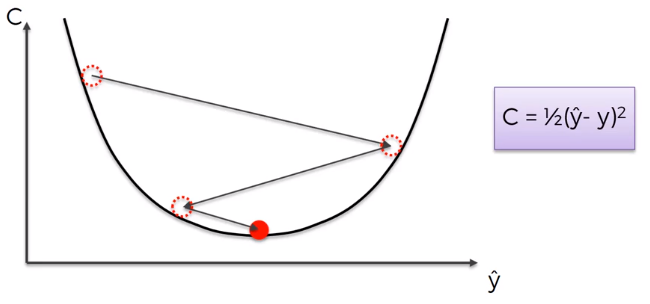 C
C = ½(ŷ- y)²
ŷ